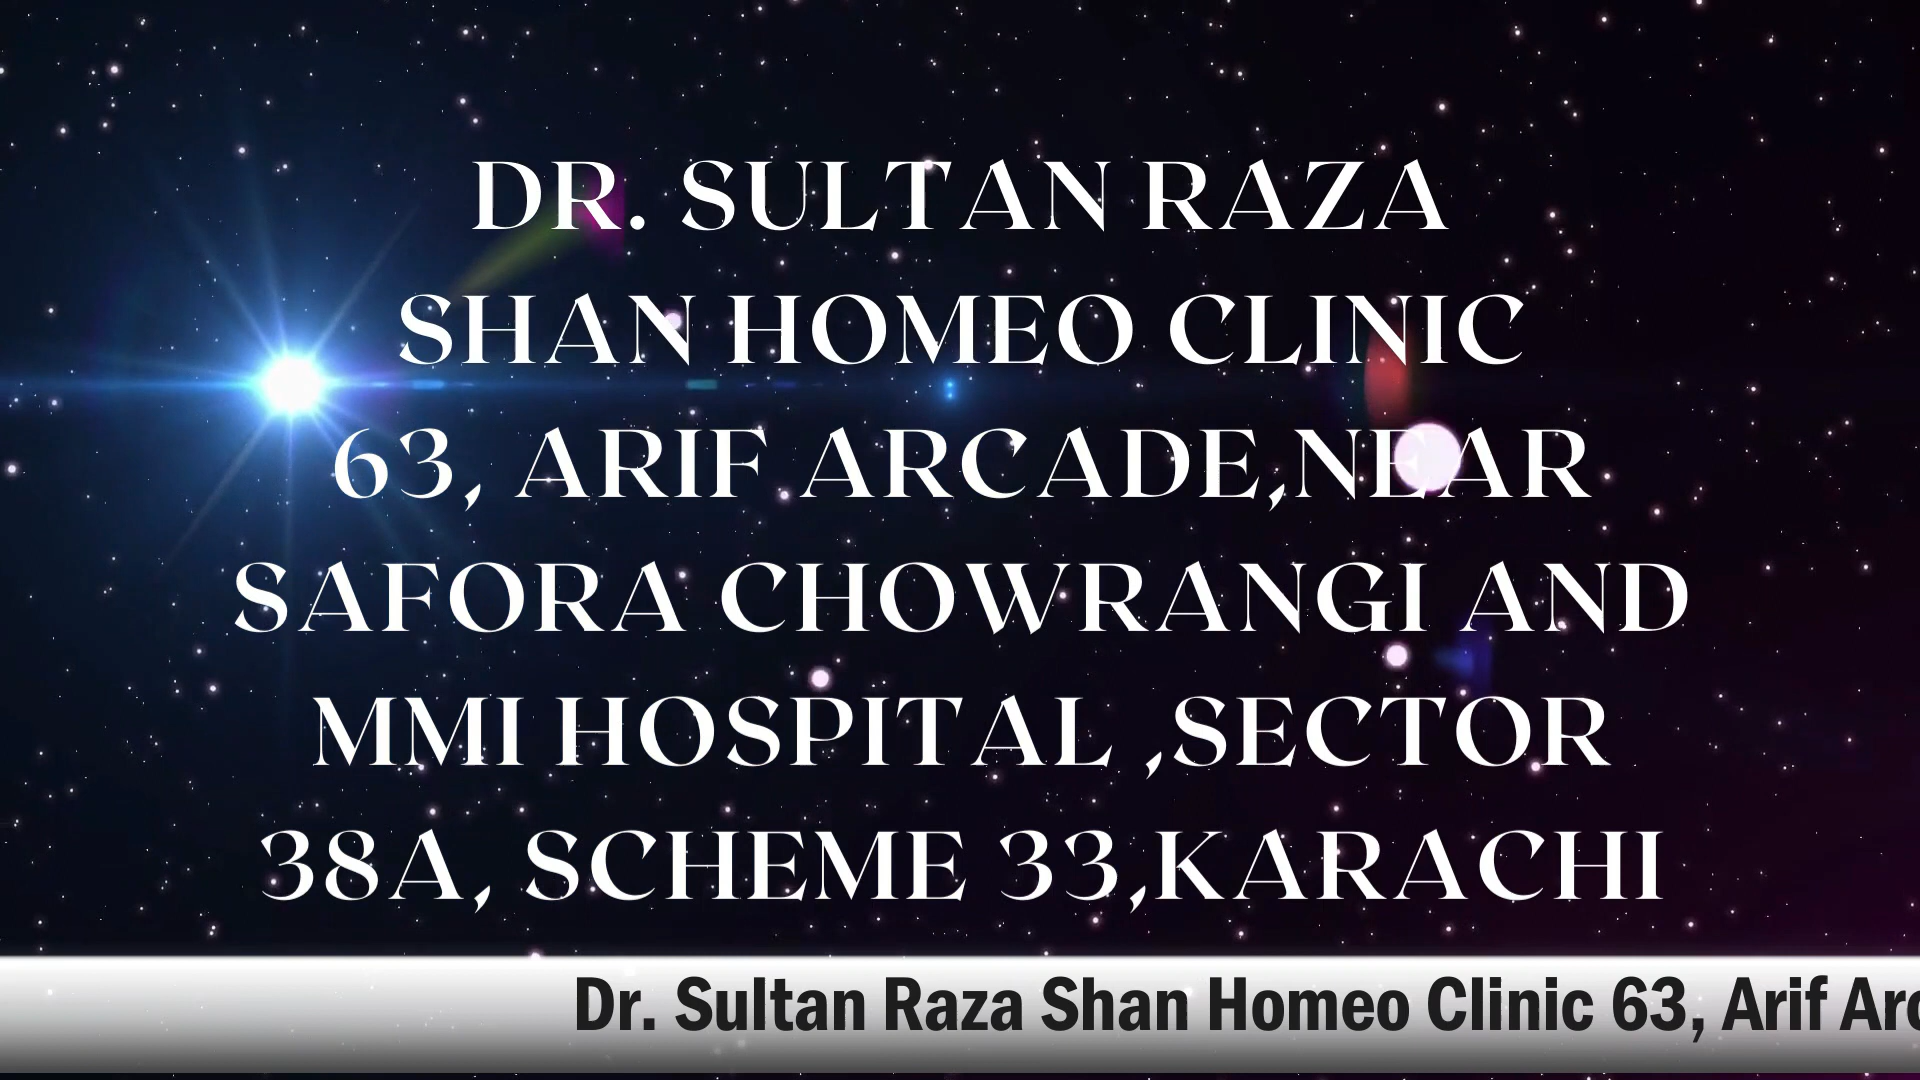 DR. SULTAN RAZA
SHAN HOMEO CLINIC
63, ARIF ARCADE,NEAR
SAFORA CHOWRANGI AND
MMI HOSPITAL ,SECTOR
38A, SCHEME 33,KARACHI
Dr. Sultan Raza Shan Homeo Clinic 63, Arif Arc